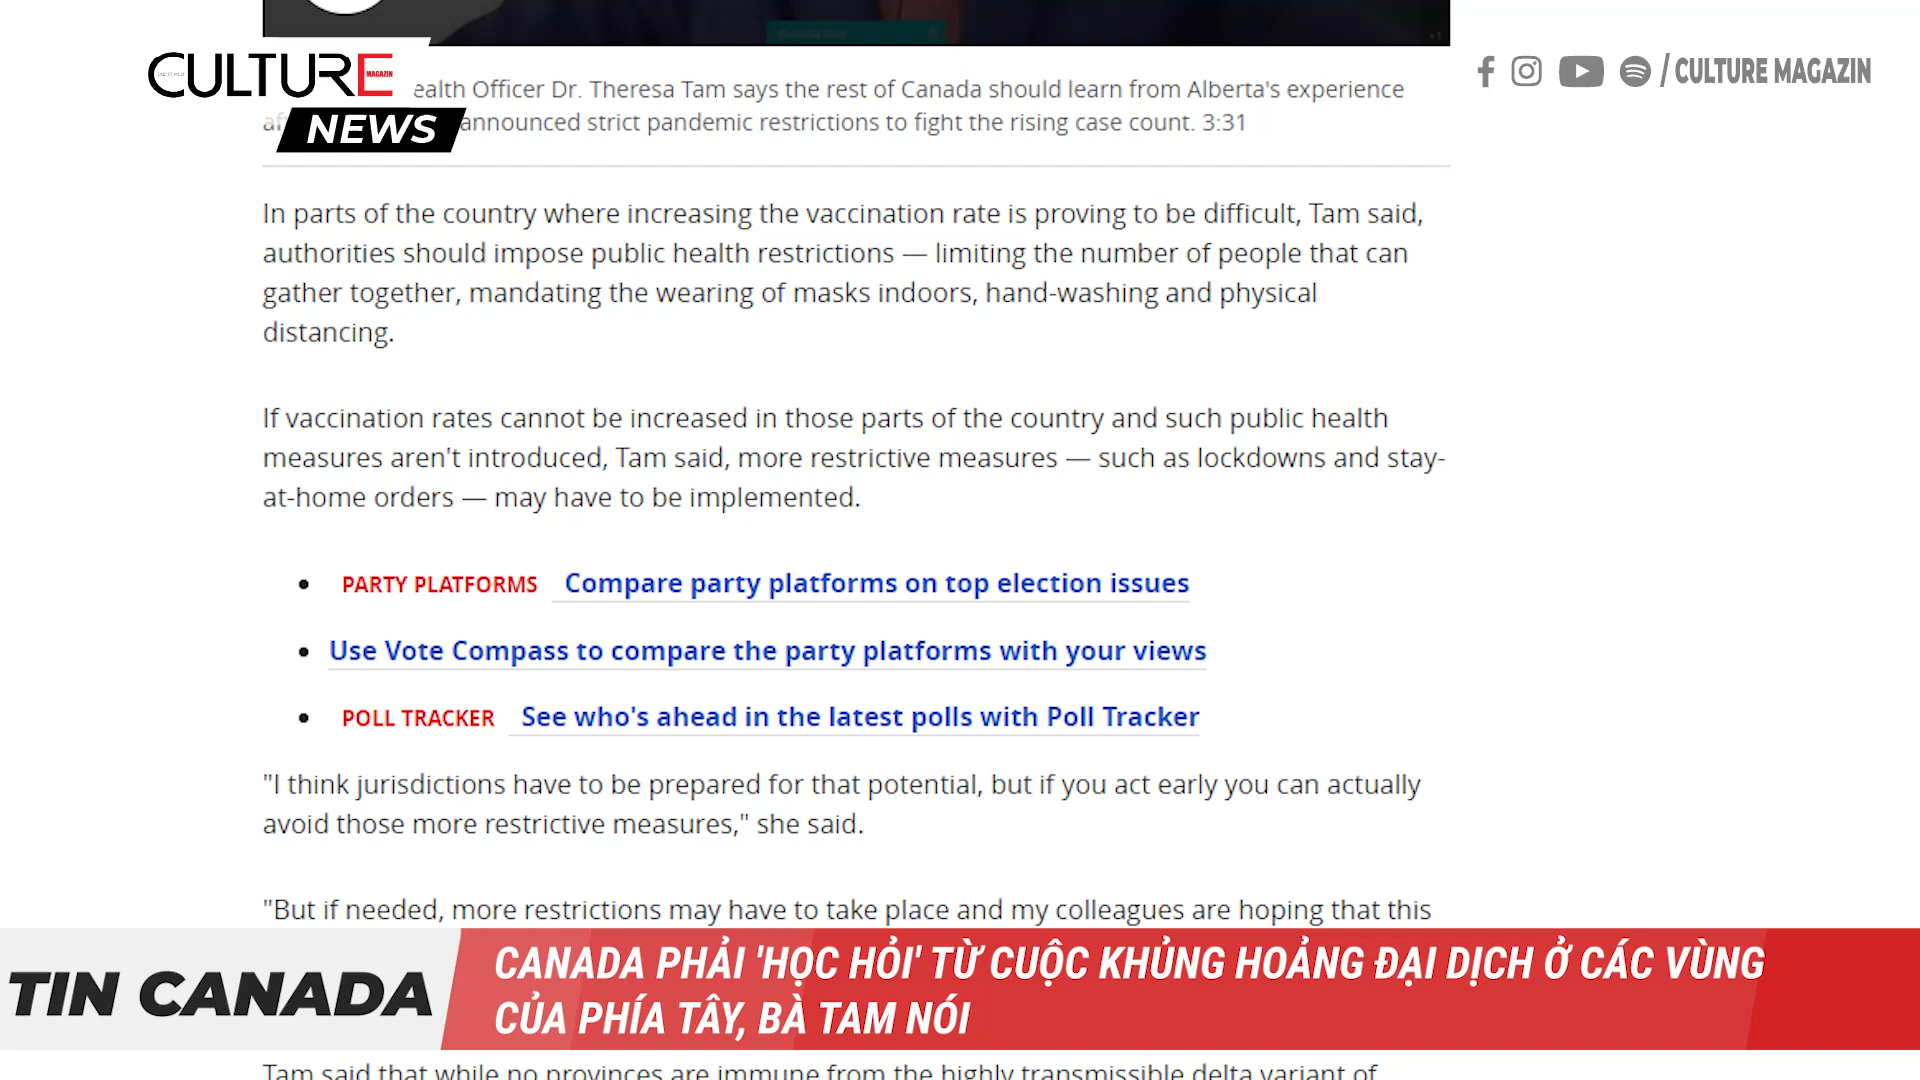 CULTURE
MAGAZIN
NEWS
/ CULTURE MAGAZIN
ealth Officer Dr. Theresa Tam says the rest of Canada should learn from Alberta's experience
announced strict pandemic restrictions to fight the rising case count. 3:31
In parts of the country where increasing the vaccination rate is proving to be difficult, Tam said,
authorities should impose public health restrictions — limiting the number of people that can
gather together, mandating the wearing of masks indoors, hand-washing and physical
distancing.
If vaccination rates cannot be increased in those parts of the country and such public health
measures aren't introduced, Tam said, more restrictive measures — such as lockdowns and stay-
at-home orders — may have to be implemented.
• PARTY PLATFORMS Compare party platforms on top election issues
• Use Vote Compass to compare the party platforms with your views
• POLL TRACKER See who's ahead in the latest polls with Poll Tracker
"I think jurisdictions have to be prepared for that potential, but if you act early you can actually
avoid those more restrictive measures," she said.
"But if needed, more restrictions may have to take place and my colleagues are hoping that this
TIN CANADA
CANADA PHẢI 'HỌC HỎI' TỪ CUỘC KHỦNG HOẢNG ĐẠI DỊCH Ở CÁC VÙNG
CỦA PHÍA TÂY, BÀ TAM NÓI
Tam said that while no provinces are immune from the highly transmissible delta variant of